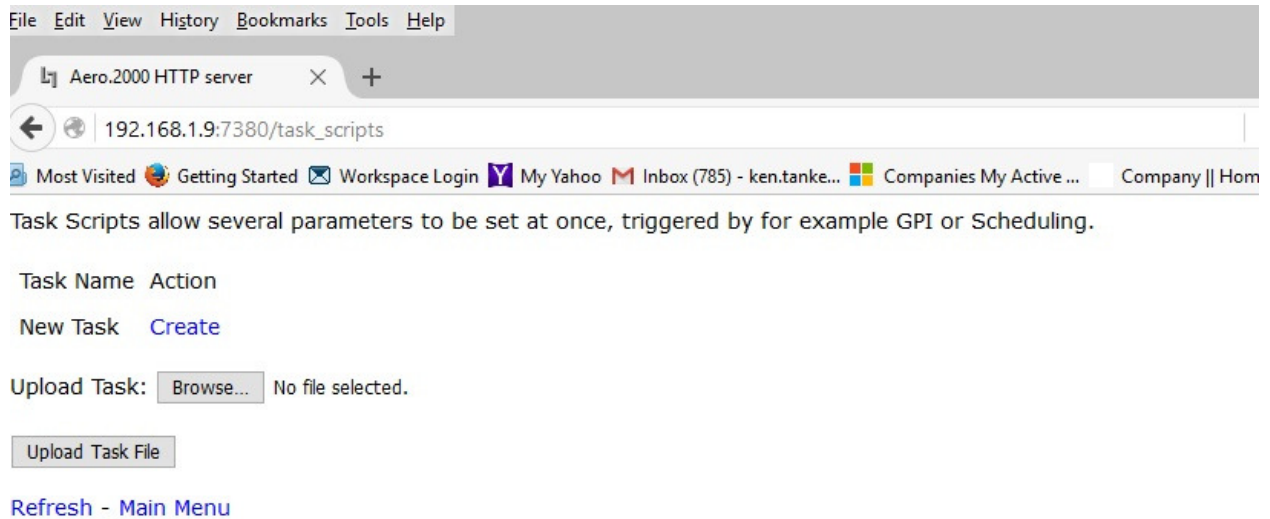 File Edit View History Bookmarks Tools Help
Aero.2000 HTTP server
192.168.1.9:7380/task_scripts
Most Visited Getting Started Workspace Login My Yahoo Inbox (785) - ken.tanke... Companies My Active ... Company || Hom
Task Scripts allow several parameters to be set at once, triggered by for example GPI or Scheduling.
Task Name Action
New Task Create
Upload Task: Browse... No file selected.
Upload Task File
Refresh - Main Menu